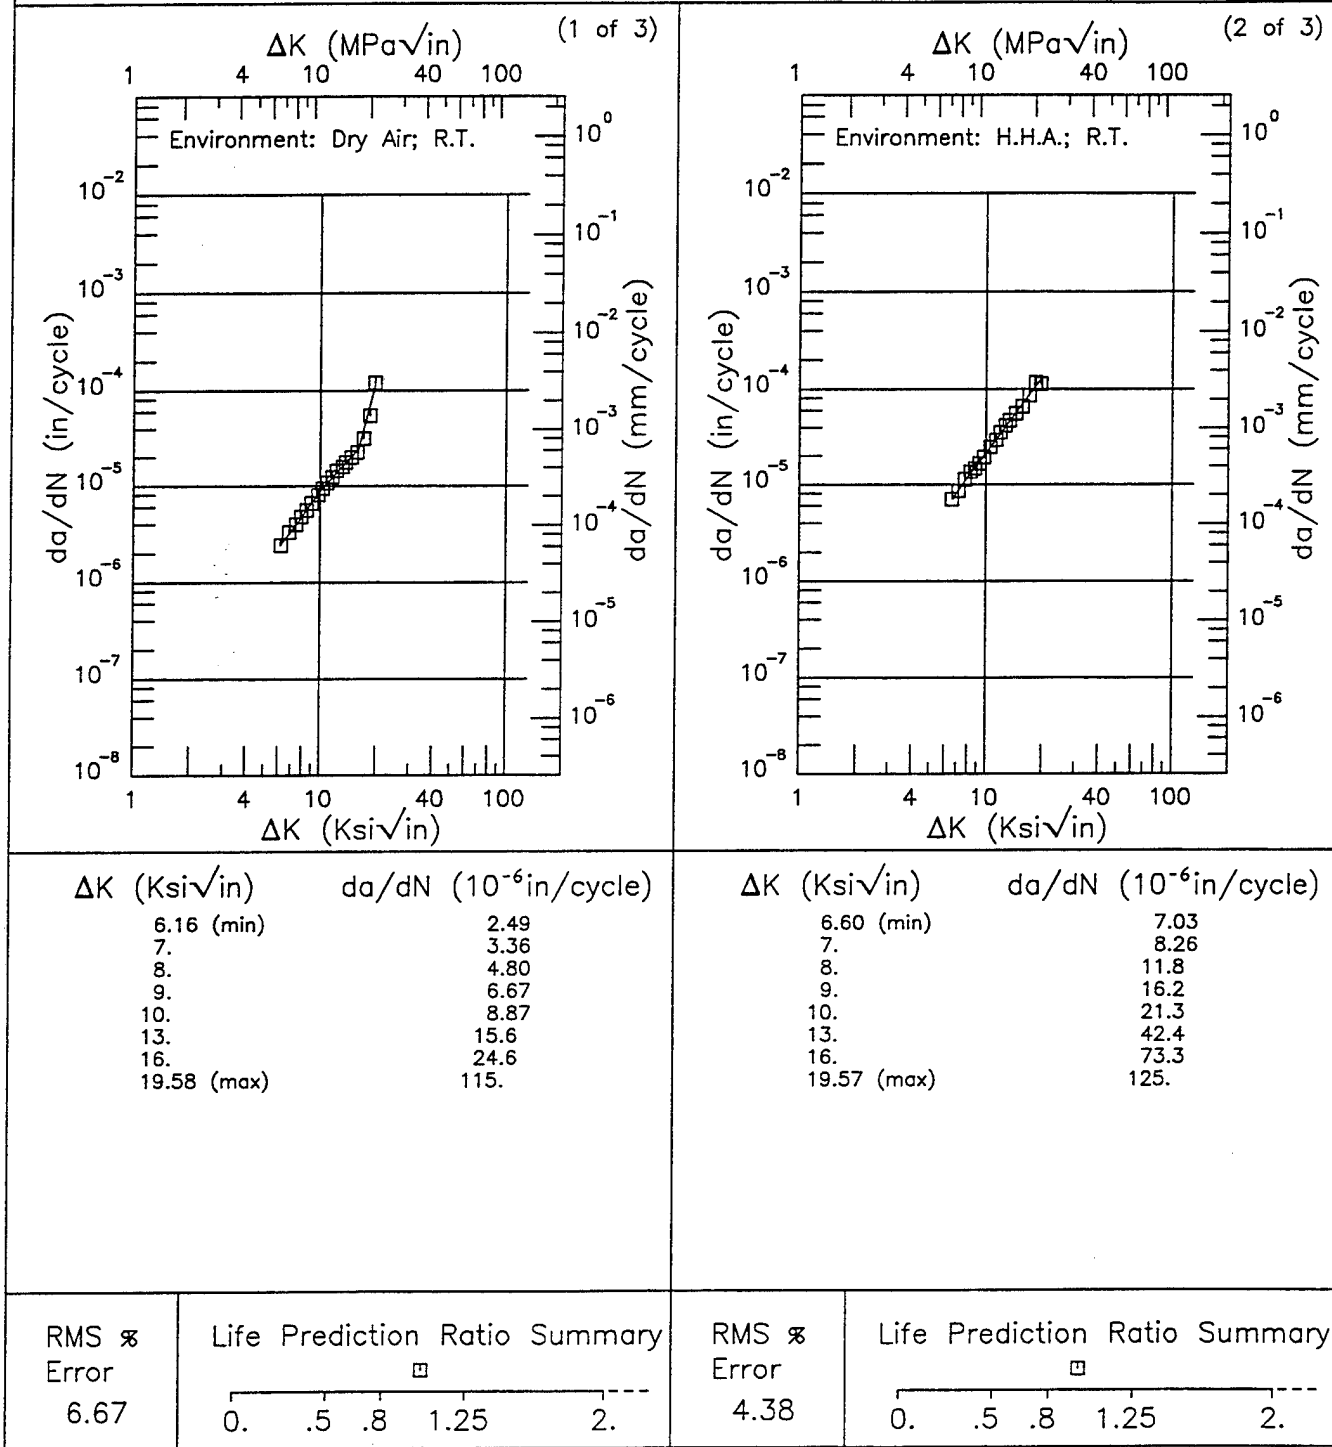 (1 of 3)
ΔK (MPa√in)
1 4 10 40 100
Environment: Dry Air; R.T.
da/dN (in/cycle)
10⁻²
10⁻³
10⁻⁴
10⁻⁵
10⁻⁶
10⁻⁷
10⁻⁸
10⁰
10⁻¹
10⁻²
10⁻³
10⁻⁴
10⁻⁵
10⁻⁶
da/dN (mm/cycle)
1 4 10 40 100
ΔK (Ksi√in)
ΔK (Ksi√in) da/dN (10⁻⁶in/cycle)
6.16 (min) 2.49
7. 3.36
8. 4.80
9. 6.67
10. 8.87
13. 15.6
16. 24.6
19.58 (max) 115.
RMS %
Error
6.67
Life Prediction Ratio Summary
0. .5 .8 1.25 2.
(2 of 3)
ΔK (MPa√in)
1 4 10 40 100
Environment: H.H.A.; R.T.
da/dN (in/cycle)
10⁻²
10⁻³
10⁻⁴
10⁻⁵
10⁻⁶
10⁻⁷
10⁻⁸
10⁰
10⁻¹
10⁻²
10⁻³
10⁻⁴
10⁻⁵
10⁻⁶
da/dN (mm/cycle)
1 4 10 40 100
ΔK (Ksi√in)
ΔK (Ksi√in) da/dN (10⁻⁶in/cycle)
6.60 (min) 7.03
7. 8.26
8. 11.8
9. 16.2
10. 21.3
13. 42.4
16. 73.3
19.57 (max) 125.
RMS %
Error
4.38
Life Prediction Ratio Summary
0. .5 .8 1.25 2.